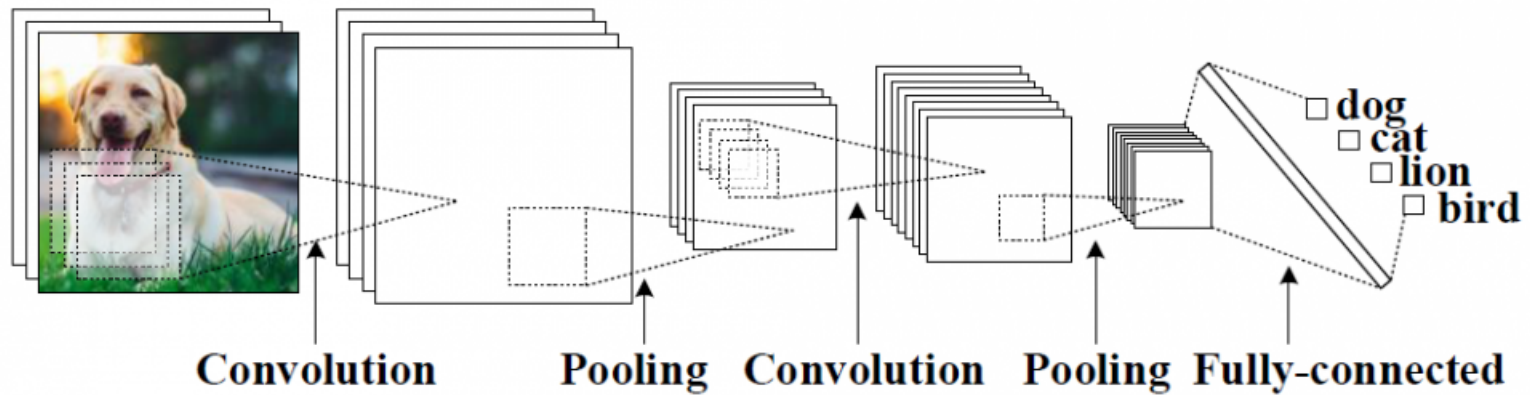 dog
cat
lion
bird
Convolution
Pooling
Convolution
Pooling
Fully-connected